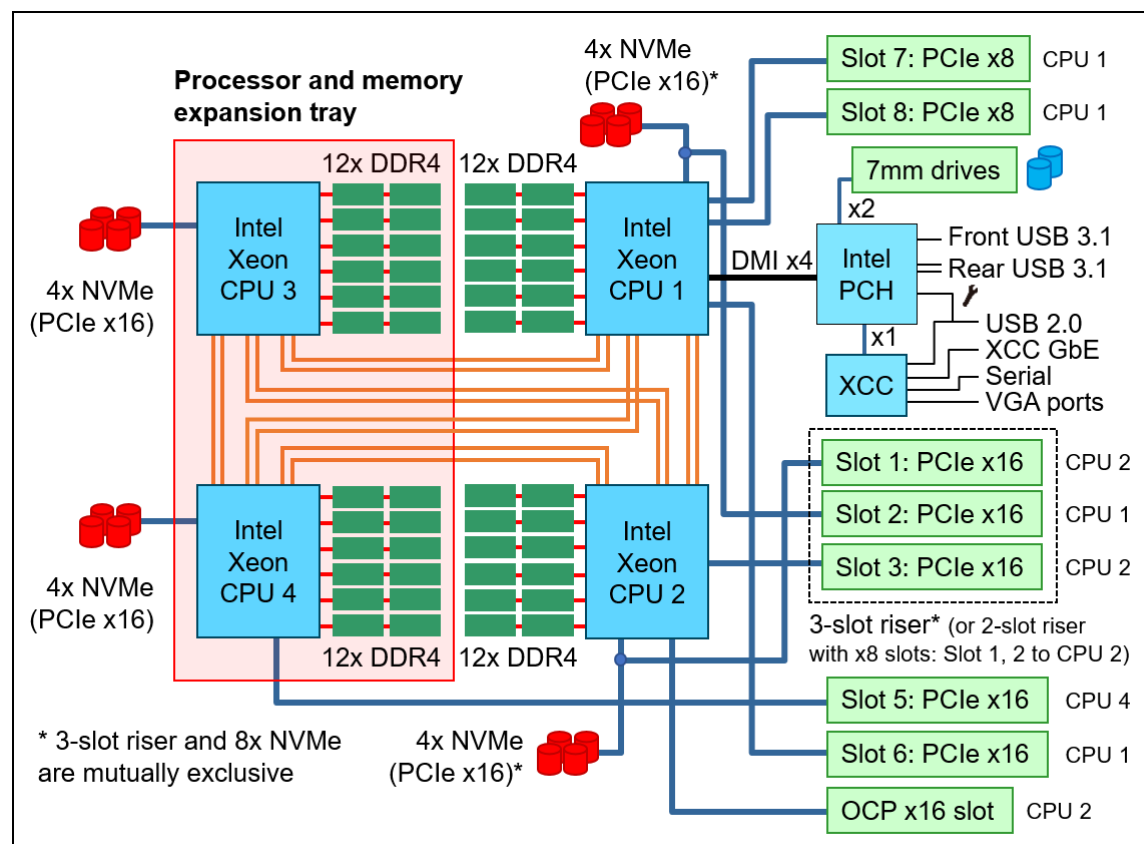 4x NVMe
(PCIe x16)*
Slot 7: PCIe x8
CPU 1
Processor and memory
expansion tray
Slot 8: PCIe x8
CPU 1
12x DDR4
12x DDR4
7mm drives
x2
Intel
Xeon
CPU 3
Intel
Xeon
CPU 1
DMI x4
Intel
PCH
Front USB 3.1
Rear USB 3.1
4x NVMe
(PCIe x16)
x1
USB 2.0
XCC GbE
Serial
VGA ports
XCC
Slot 1: PCIe x16
CPU 2
Slot 2: PCIe x16
CPU 1
Slot 3: PCIe x16
CPU 2
Intel
Xeon
CPU 4
Intel
Xeon
CPU 2
4x NVMe
(PCIe x16)
3-slot riser* (or 2-slot riser
with x8 slots: Slot 1, 2 to CPU 2)
12x DDR4
12x DDR4
Slot 5: PCIe x16
CPU 4
* 3-slot riser and 8x NVMe
are mutually exclusive
4x NVMe
(PCIe x16)*
Slot 6: PCIe x16
CPU 1
OCP x16 slot
CPU 2